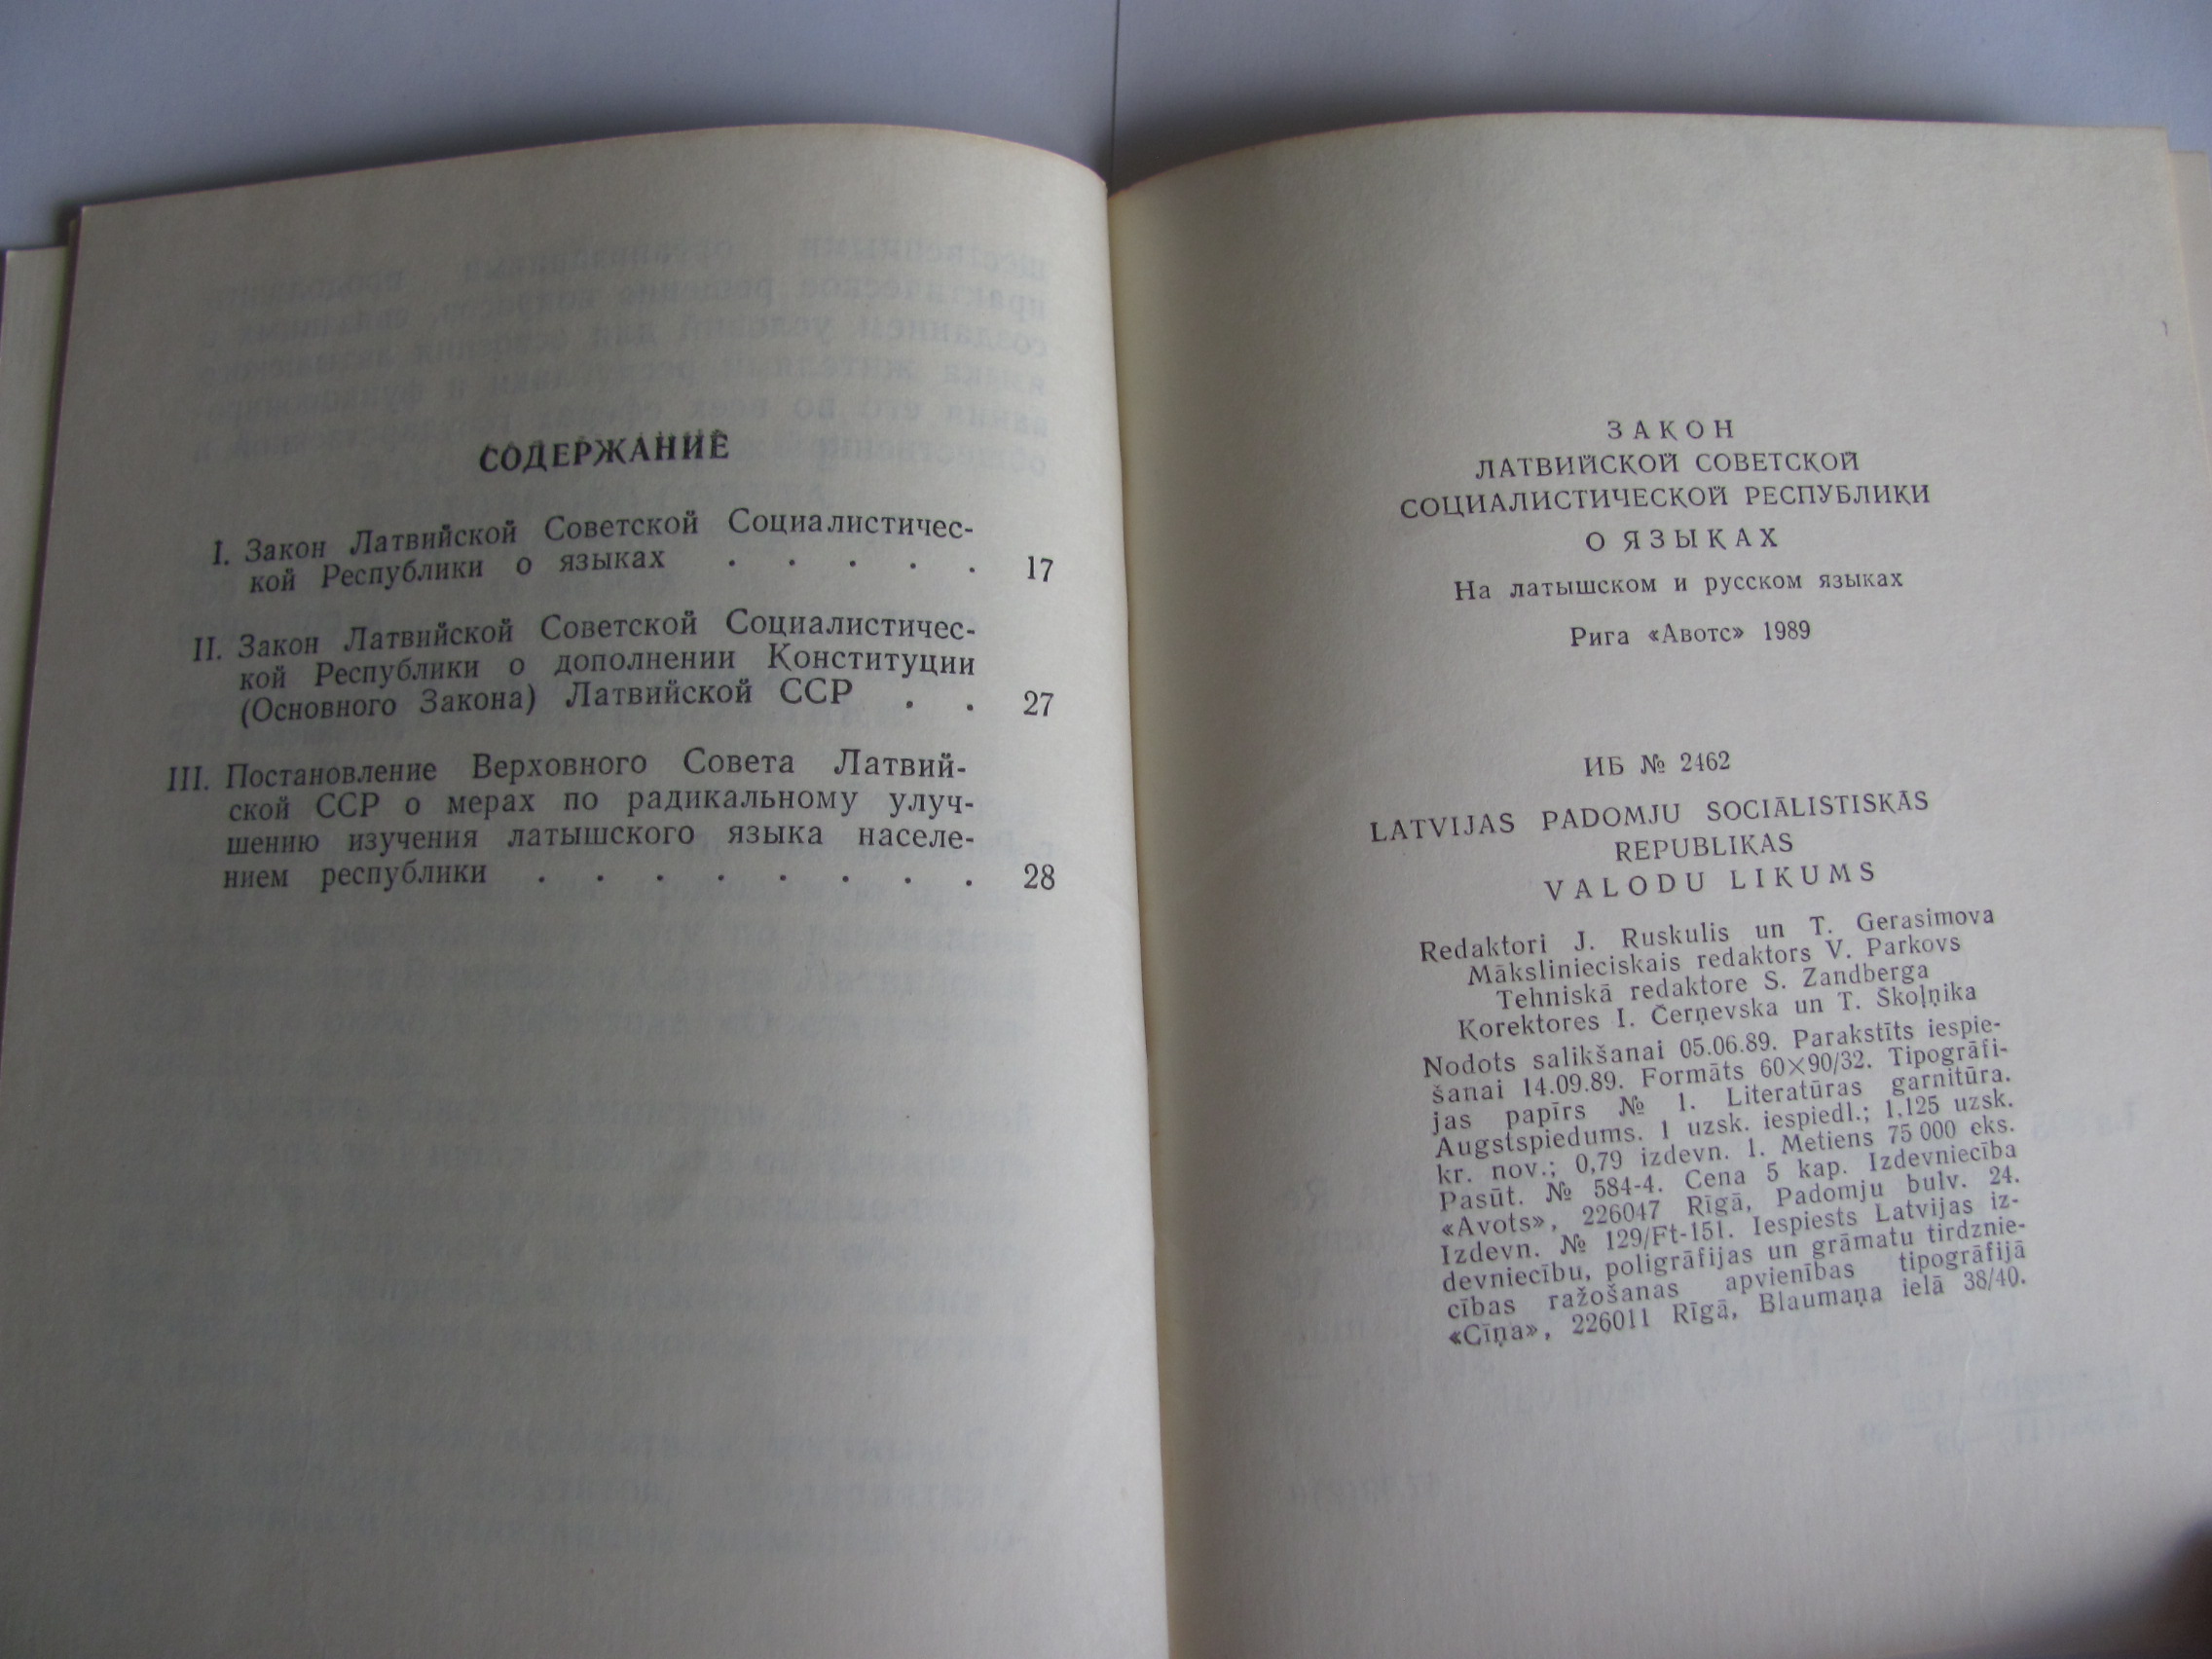 СОДЕРЖАНИЕ
I. Закон Латвийской Советской Социалистичес-
кой Республики о языках . . . . . 17
II. Закон Латвийской Советской Социалистичес-
кой Республики о дополнении Конституции
(Основного Закона) Латвийской ССР . . 27
III. Постановление Верховного Совета Латвий-
ской ССР о мерах по радикальному улуч-
шению изучения латышского языка населе-
нием республики . . . . . . . . 28
ЗАКОН
ЛАТВИЙСКОЙ СОВЕТСКОЙ
СОЦИАЛИСТИЧЕСКОЙ РЕСПУБЛИКИ
О ЯЗЫКАХ
На латышском и русском языках
Рига «Авотс» 1989
ИБ № 2462
LATVIJAS PADOMJU SOCIĀLISTISKĀS
REPUBLIKAS
VALODU LIKUMS
Redaktori J. Ruskulis un T. Gerasimova
Mākslinieciskais redaktors V. Parkovs
Tehniskā redaktore S. Zandberga
Korektores I. Čerņevska un T. Školņika
Nodots salikšanai 05.06.89. Parakstīts iespie-
šanai 14.09.89. Formāts 60×90/32. Tipogrāfi-
jas papīrs № 1. Literatūras garnitūra.
Augstspiedums. 1 uzsk. iespiedl.; 1,125 uzsk.
kr. nov.; 0,79 izdevn. l. Metiens 75 000 eks.
Pasūt. № 584-4. Cena 5 kap. Izdevniecība
«Avots», 226047 Rīgā, Padomju bulv. 24.
Izdevn. № 129/Ft-151. Iespiests Latvijas iz-
devniecību, poligrāfijas un grāmatu tirdznie-
cības ražošanas apvienības tipogrāfijā
«Cīņa», 226011 Rīgā, Blaumaņa ielā 38/40.